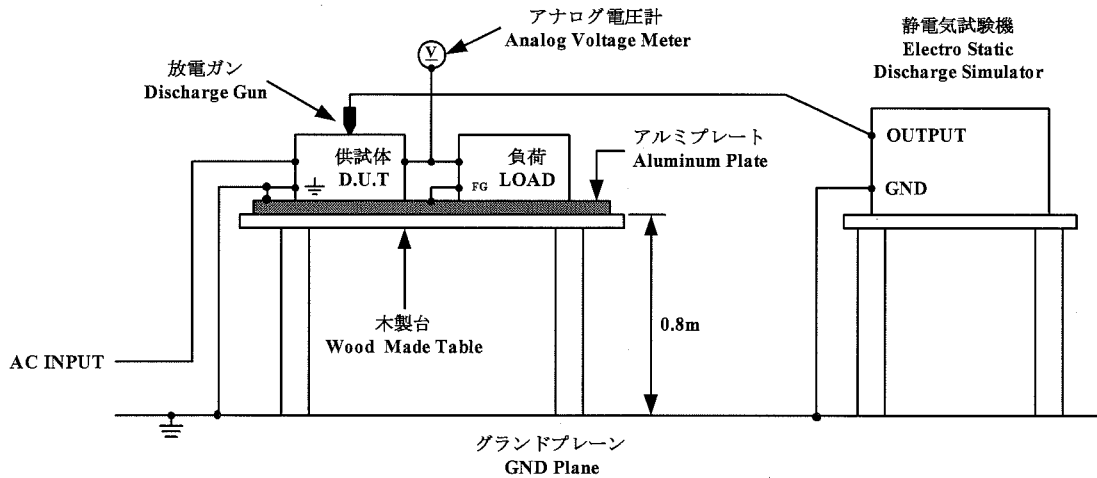 アナログ電圧計
Analog Voltage Meter
V
静電気試験機
Electro Static
Discharge Simulator
放電ガン
Discharge Gun
アルミプレート
Aluminum Plate
OUTPUT
供試体
D.U.T
負荷
LOAD
FG
GND
木製台
Wood Made Table
0.8m
AC INPUT
グランドプレーン
GND Plane